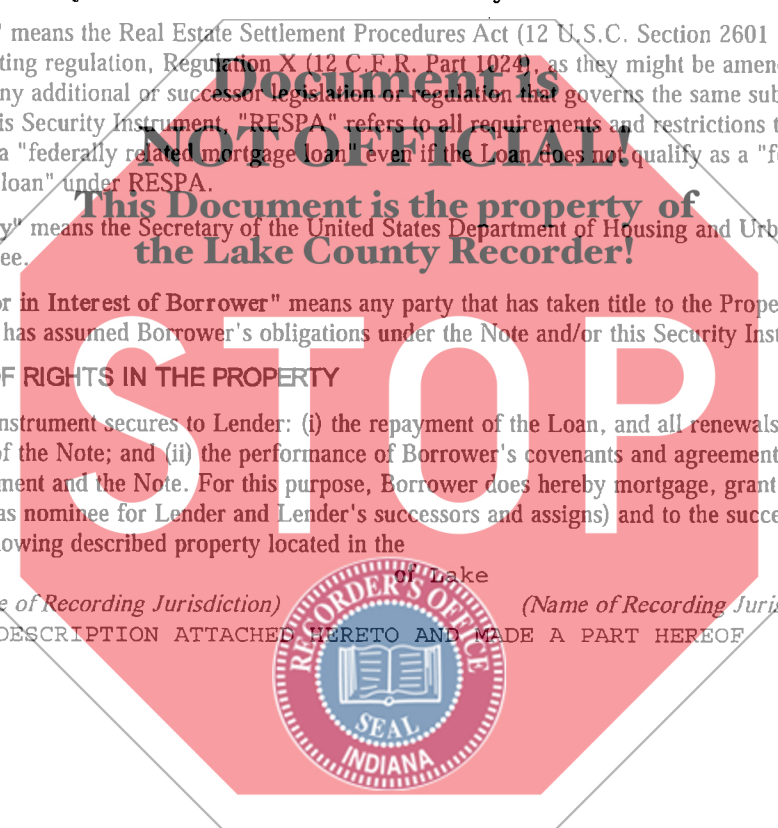 " means the Real Estate Settlement Procedures Act (12 U.S.C. Section 2601
ting regulation, Regulation X (12 C.F.R. Part 1024), as they might be amen
ny additional or successor legislation or regulation that governs the same sub
is Security Instrument, "RESPA" refers to all requirements and restrictions t
a "federally related mortgage loan" even if the Loan does not qualify as a "f
loan" under RESPA.
y" means the Secretary of the United States Department of Housing and Urb
ee.
or in Interest of Borrower" means any party that has taken title to the Prope
has assumed Borrower's obligations under the Note and/or this Security Inst
F RIGHTS IN THE PROPERTY
nstrument secures to Lender: (i) the repayment of the Loan, and all renewals
of the Note; and (ii) the performance of Borrower's covenants and agreement
ment and the Note. For this purpose, Borrower does hereby mortgage, grant
as nominee for Lender and Lender's successors and assigns) and to the succe
lowing described property located in the
of Lake
e of Recording Jurisdiction) (Name of Recording Juris
DESCRIPTION ATTACHED HERETO AND MADE A PART HEREOF
Document is
NOT OFFICIAL!
This Document is the property of
the Lake County Recorder!
STOP
RECORDER'S OFFICE
SEAL
INDIANA